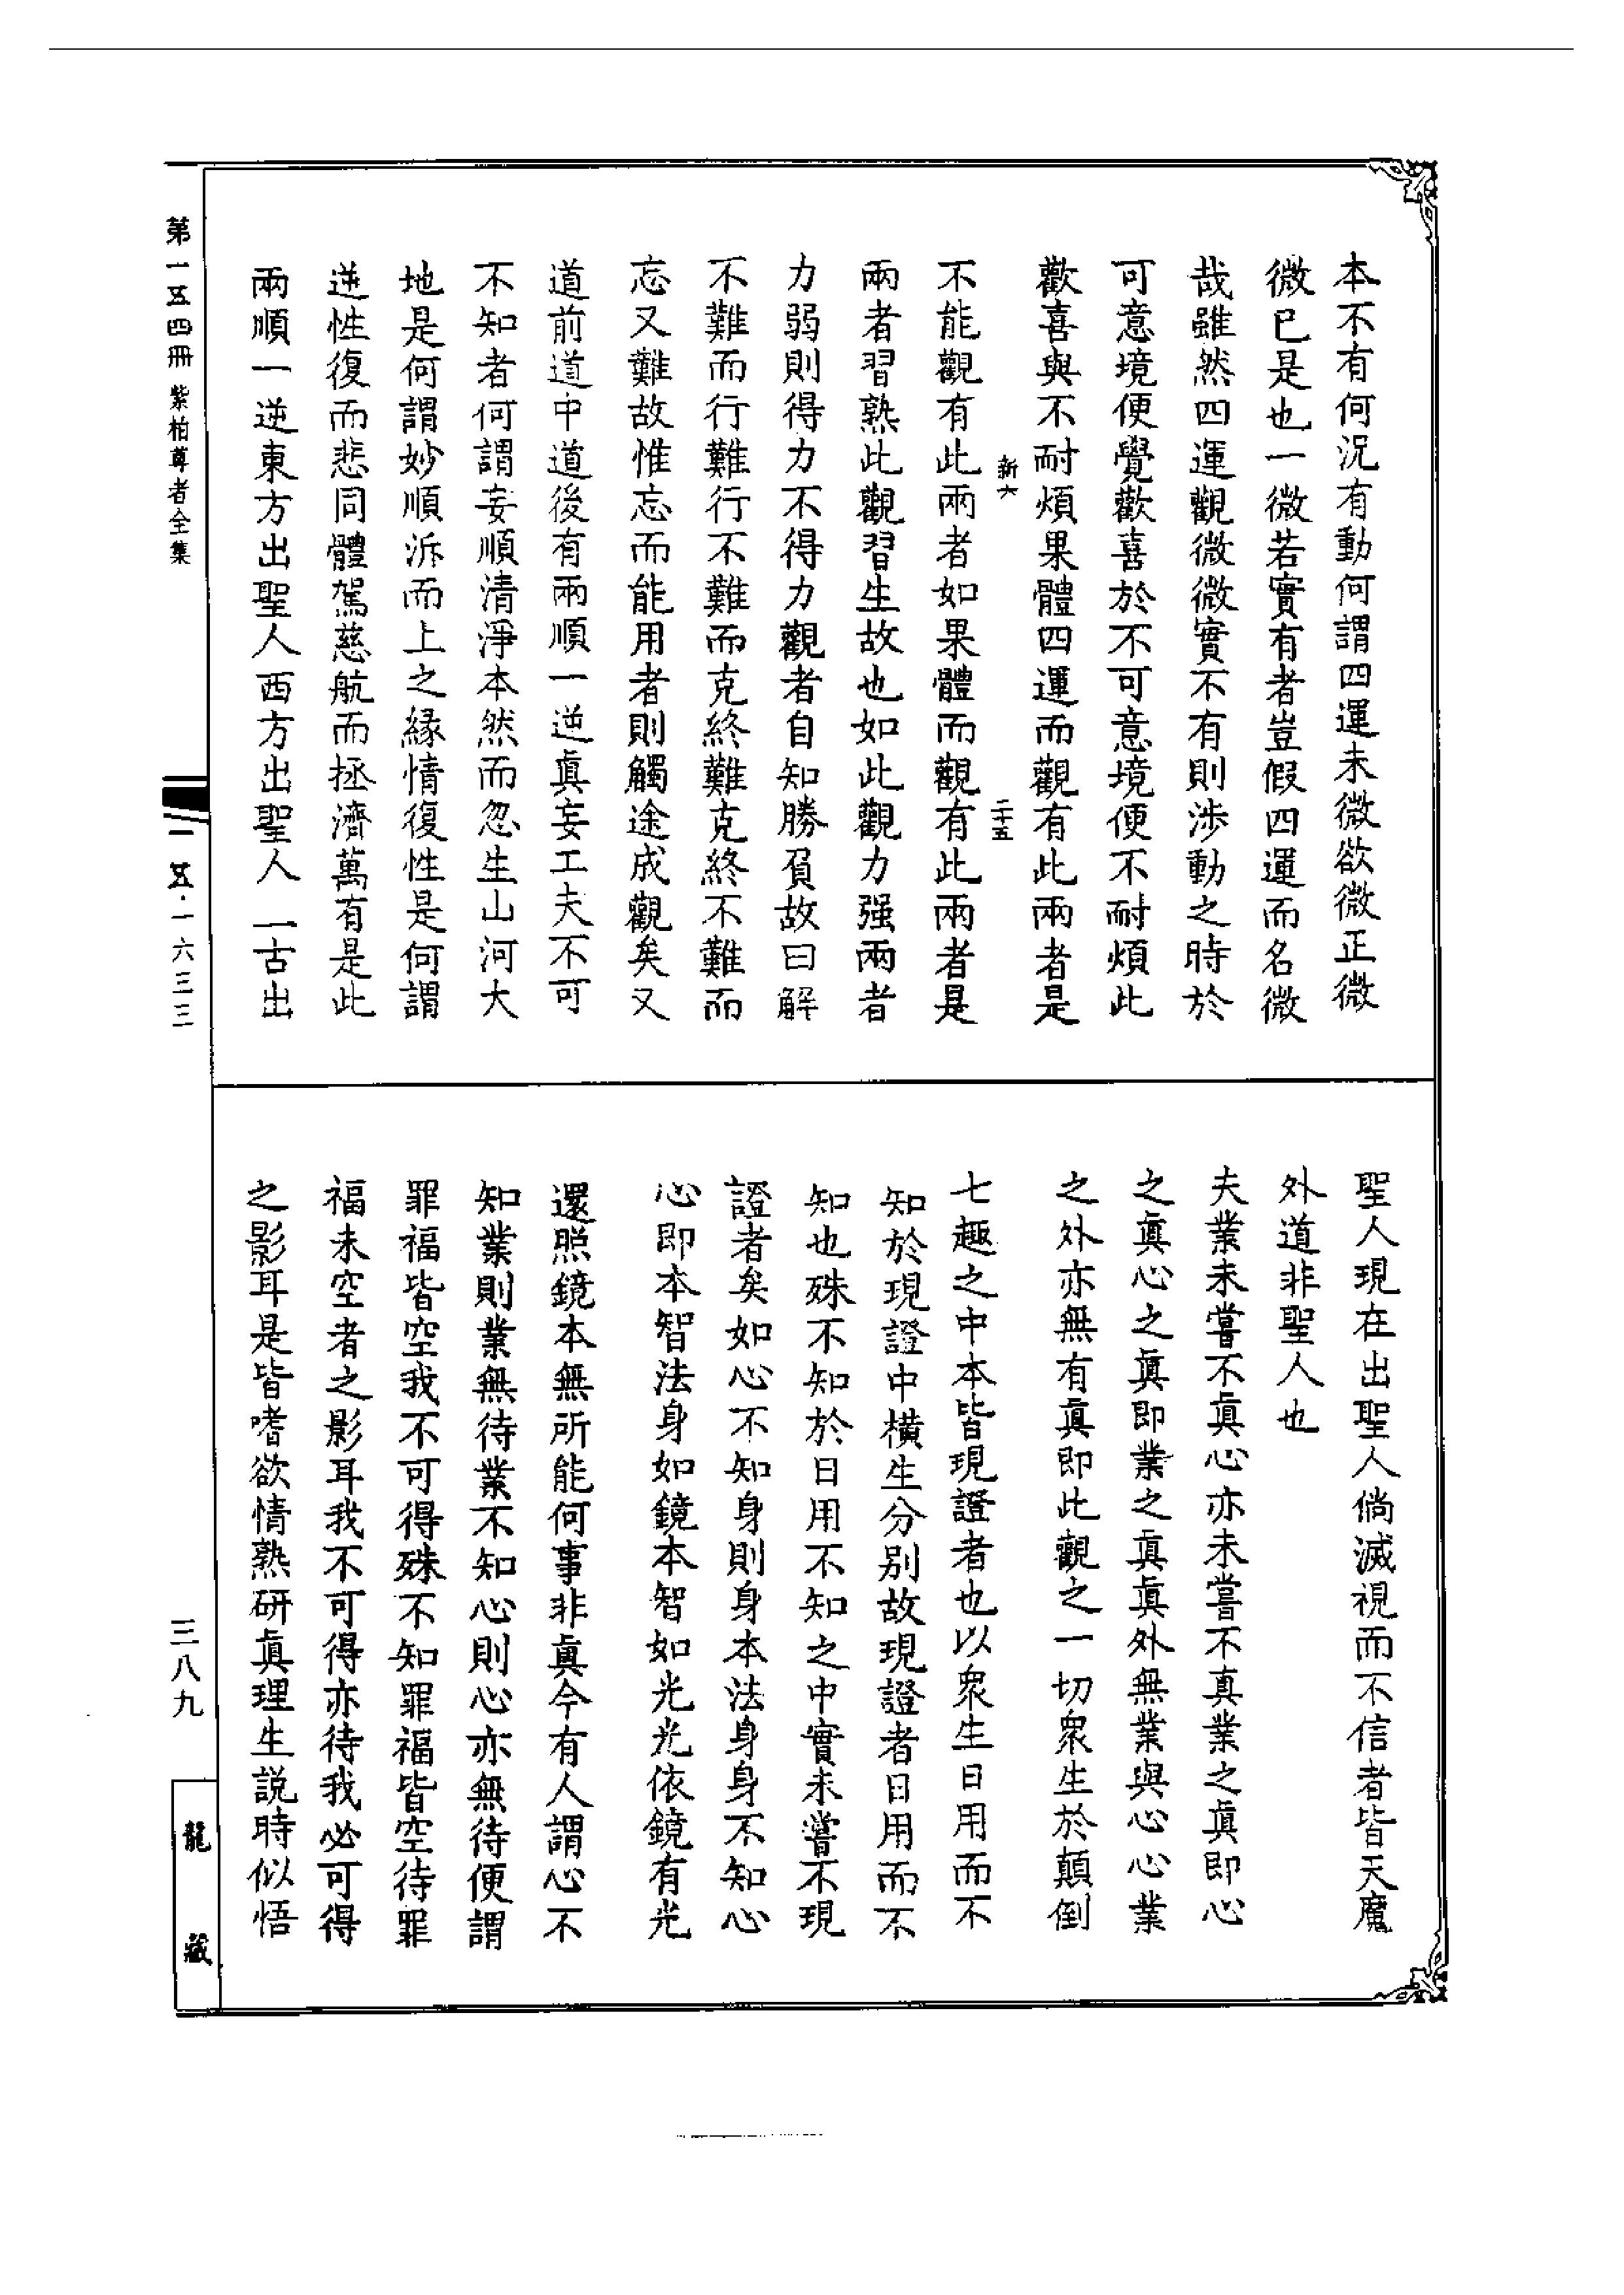 本不有何況有動何謂四運未微欲微正微
微已是也一微若實有者豈假四運而名微
哉雖然四運觀微微實不有則涉動之時於
可意境便覺歡喜於不可意境便不耐煩此
歡喜與不耐煩果體四運而觀有此兩者是
新六
二十五
不能觀有此兩者如果體而觀有此兩者是
兩者習熟此觀習生故也如此觀力强兩者
力弱則得力不得力觀者自知勝負故曰解
不難而行難行不難而克終難克終不難而
忘又難故惟忘而能用者則觸途成觀矣又
道前道中道後有兩順一逆真妄工夫不可
不知者何謂妄順清淨本然而忽生山河大
地是何謂妙順泝而上之緣情復性是何謂
逆性復而悲同體駕慈航而拯濟萬有是此
兩順一逆東方出聖人西方出聖人一古出
聖人現在出聖人倘滅視而不信者皆天魔
外道非聖人也
夫業未嘗不真心亦未嘗不真業之真即心
之真心之真即業之真真外無業與心心業
之外亦無有真即此觀之一切衆生於顛倒
七趣之中本皆現證者也以衆生日用而不
知於現證中橫生分別故現證者日用而不
知也殊不知於日用不知之中實未嘗不現
證者矣如心不知身則身本法身身不知心
心即本智法身如鏡本智如光光依鏡有光
還照鏡本無所能何事非真今有人謂心不
知業則業無待業不知心則心亦無待便謂
罪福皆空我不可得殊不知罪福皆空待罪
福未空者之影耳我不可得亦待我必可得
之影耳是皆嗜欲情熟研真理生説時似悟
第一五四冊 紫柏尊者全集
一五·一六三三
三八九
龍藏